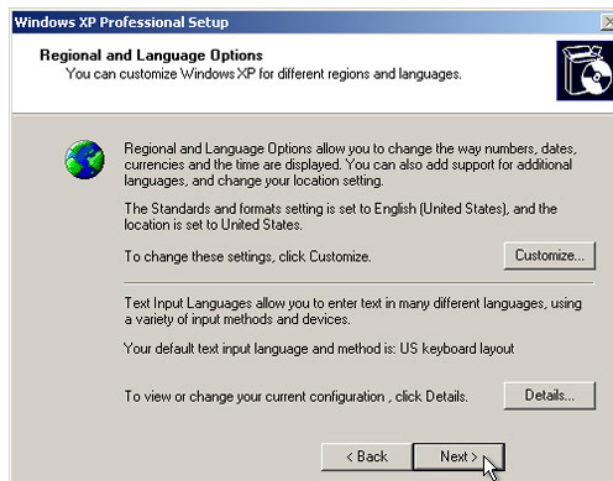 Windows XP Professional Setup
Regional and Language Options
You can customize Windows XP for different regions and languages.
Regional and Language Options allow you to change the way numbers, dates,
currencies and the time are displayed. You can also add support for additional
languages, and change your location setting.
The Standards and formats setting is set to English (United States), and the
location is set to United States.
To change these settings, click Customize.
Customize...
Text Input Languages allow you to enter text in many different languages, using
a variety of input methods and devices.
Your default text input language and method is: US keyboard layout
To view or change your current configuration , click Details.
Details...
< Back
Next >